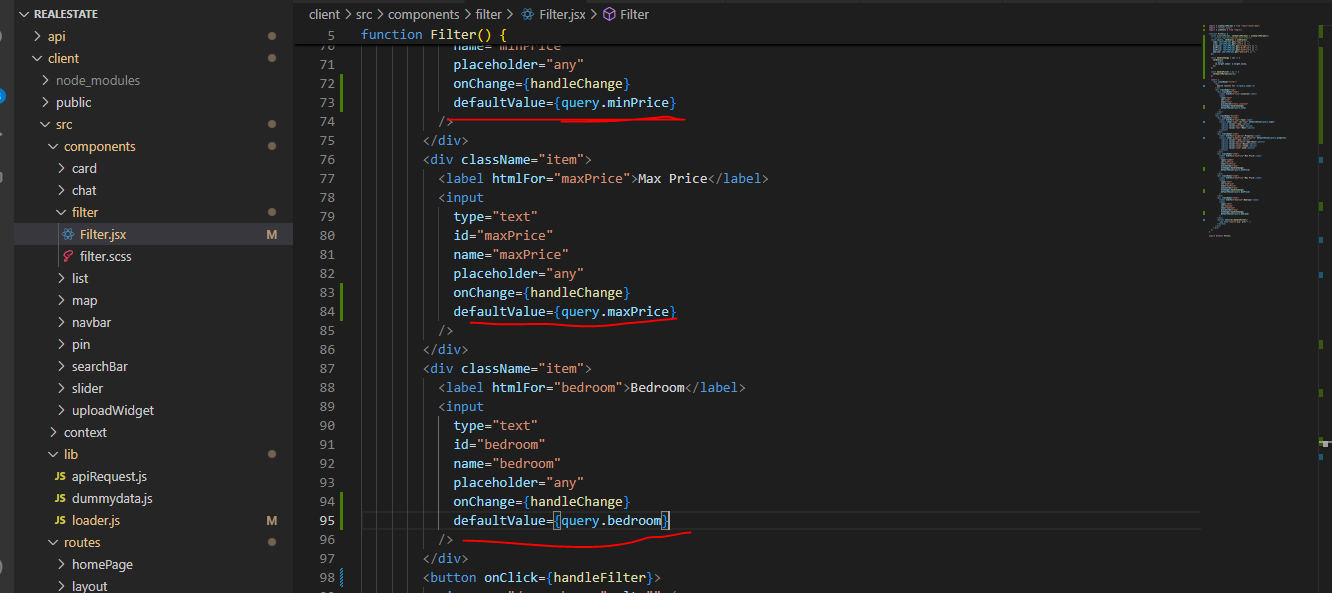 REALESTATE
api
client
node_modules
public
src
components
card
chat
filter
Filter.jsx M
filter.scss
list
map
navbar
pin
searchBar
slider
uploadWidget
context
lib
JS apiRequest.js
JS dummydata.js
JS loader.js M
routes
homePage
layout
client > src > components > filter > Filter.jsx > Filter
5 function Filter() {
70 name="minPrice"
71 placeholder="any"
72 onChange={handleChange}
73 defaultValue={query.minPrice}
74 />
75 </div>
76 <div className="item">
77 <label htmlFor="maxPrice">Max Price</label>
78 <input
79 type="text"
80 id="maxPrice"
81 name="maxPrice"
82 placeholder="any"
83 onChange={handleChange}
84 defaultValue={query.maxPrice}
85 />
86 </div>
87 <div className="item">
88 <label htmlFor="bedroom">Bedroom</label>
89 <input
90 type="text"
91 id="bedroom"
92 name="bedroom"
93 placeholder="any"
94 onChange={handleChange}
95 defaultValue={query.bedroom}
96 />
97 </div>
98 <button onClick={handleFilter}>